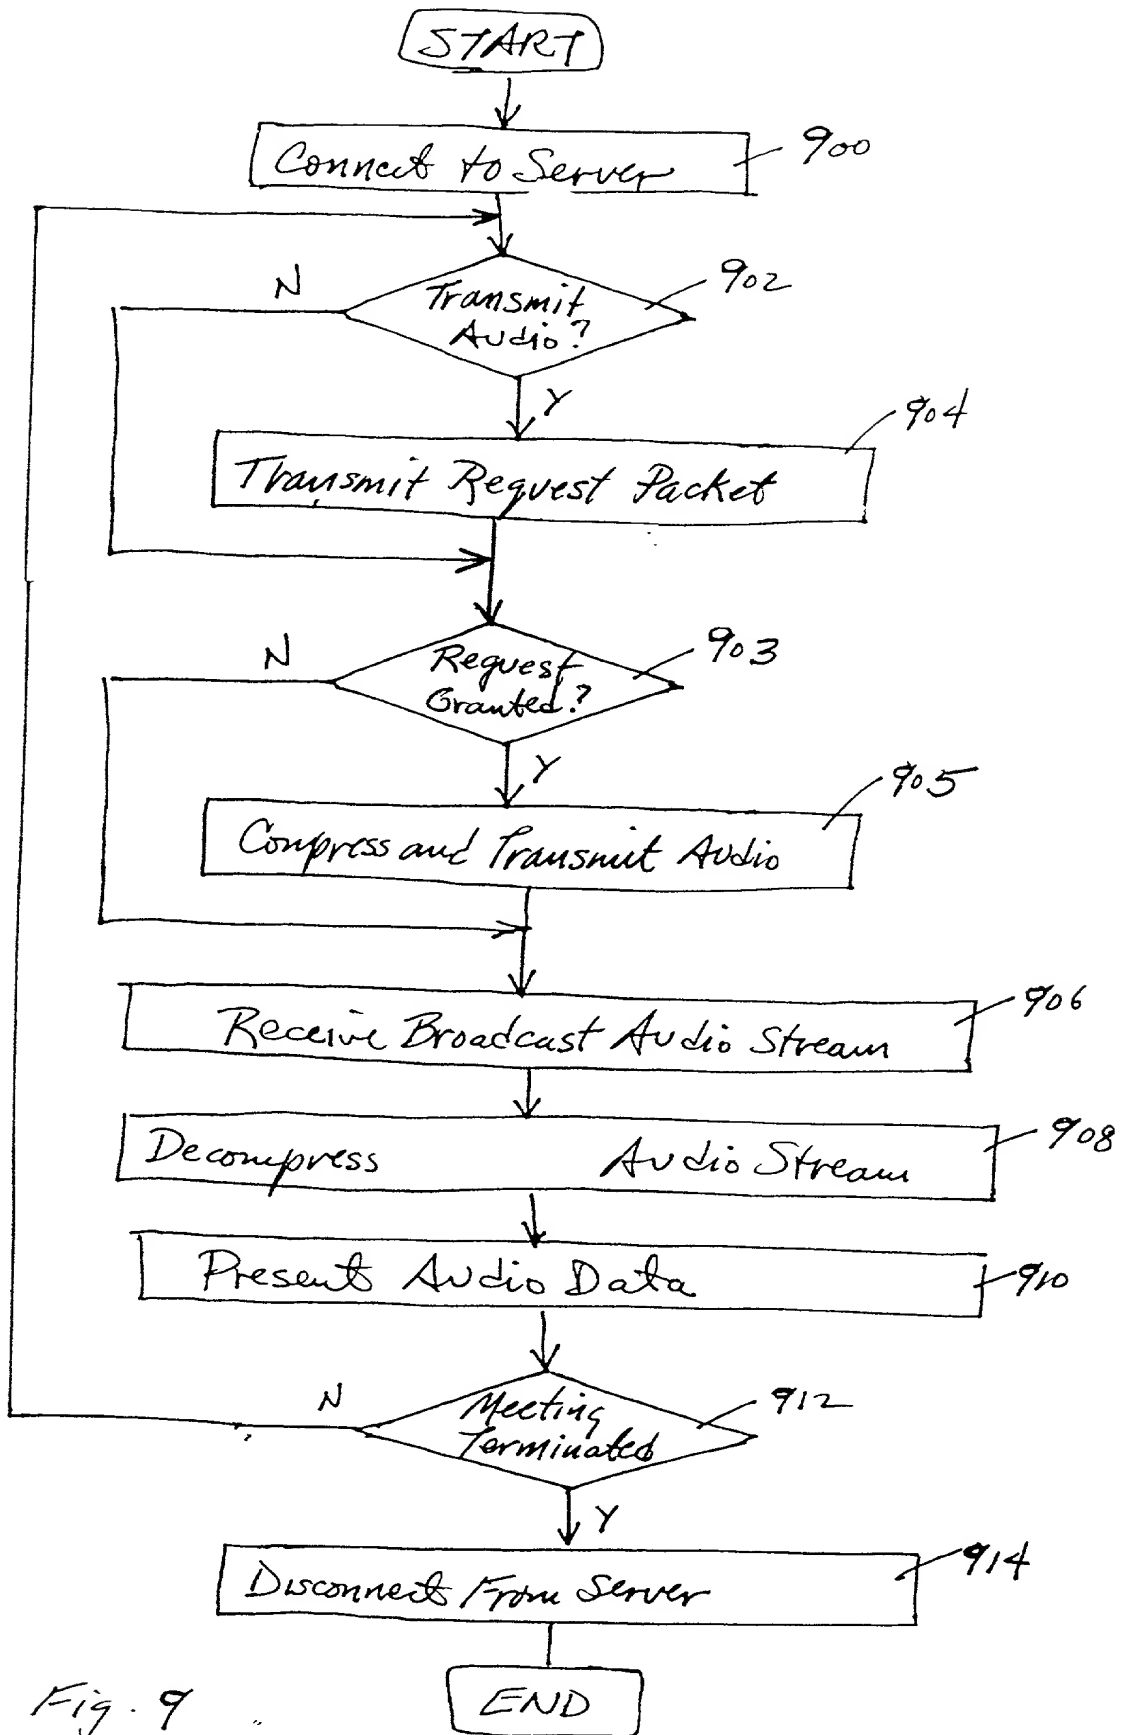 START
Connect to Server
900
N
Transmit
Audio?
902
Y
904
Transmit Request Packet
N
Request
Granted?
903
Y
905
Compress and Transmit Audio
906
Receive Broadcast Audio Stream
908
Decompress Audio Stream
Present Audio Data
910
N
Meeting
Terminated
912
Y
914
Disconnect From Server
END
Fig. 9